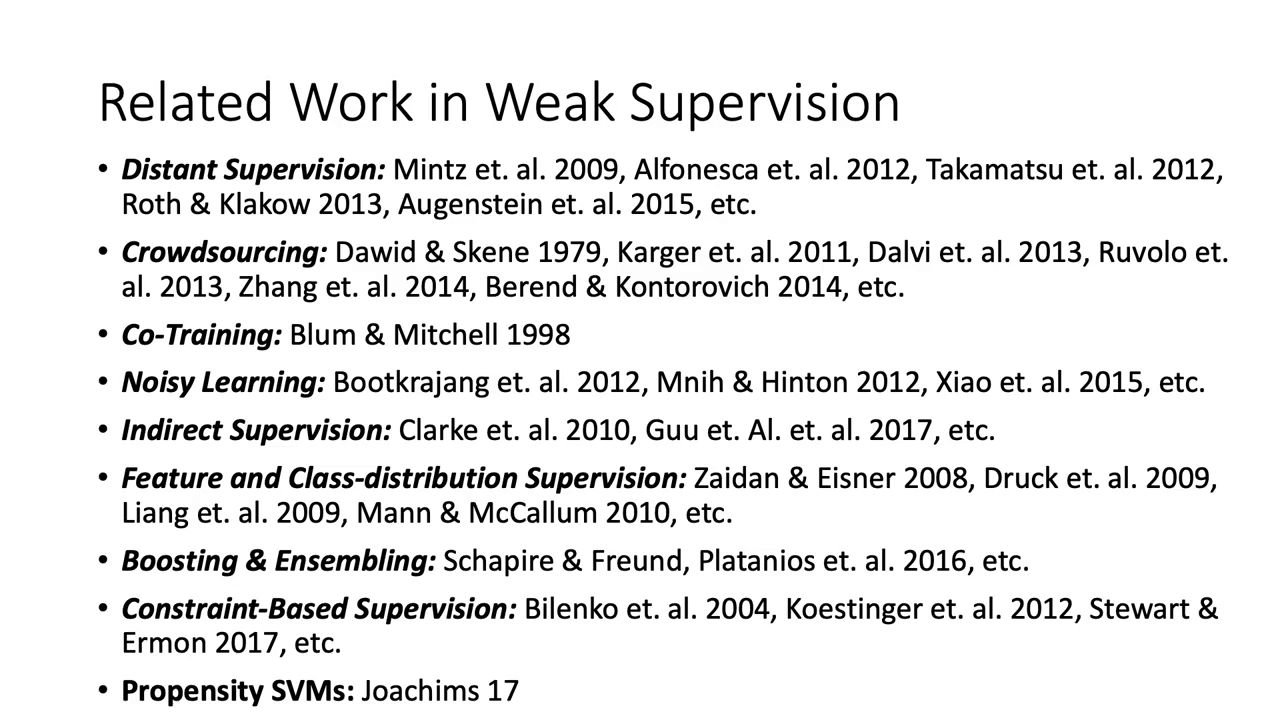 Related Work in Weak Supervision
• Distant Supervision: Mintz et. al. 2009, Alfonesca et. al. 2012, Takamatsu et. al. 2012,
Roth & Klakow 2013, Augenstein et. al. 2015, etc.
• Crowdsourcing: Dawid & Skene 1979, Karger et. al. 2011, Dalvi et. al. 2013, Ruvolo et.
al. 2013, Zhang et. al. 2014, Berend & Kontorovich 2014, etc.
• Co-Training: Blum & Mitchell 1998
• Noisy Learning: Bootkrajang et. al. 2012, Mnih & Hinton 2012, Xiao et. al. 2015, etc.
• Indirect Supervision: Clarke et. al. 2010, Guu et. Al. et. al. 2017, etc.
• Feature and Class-distribution Supervision: Zaidan & Eisner 2008, Druck et. al. 2009,
Liang et. al. 2009, Mann & McCallum 2010, etc.
• Boosting & Ensembling: Schapire & Freund, Platanios et. al. 2016, etc.
• Constraint-Based Supervision: Bilenko et. al. 2004, Koestinger et. al. 2012, Stewart &
Ermon 2017, etc.
• Propensity SVMs: Joachims 17